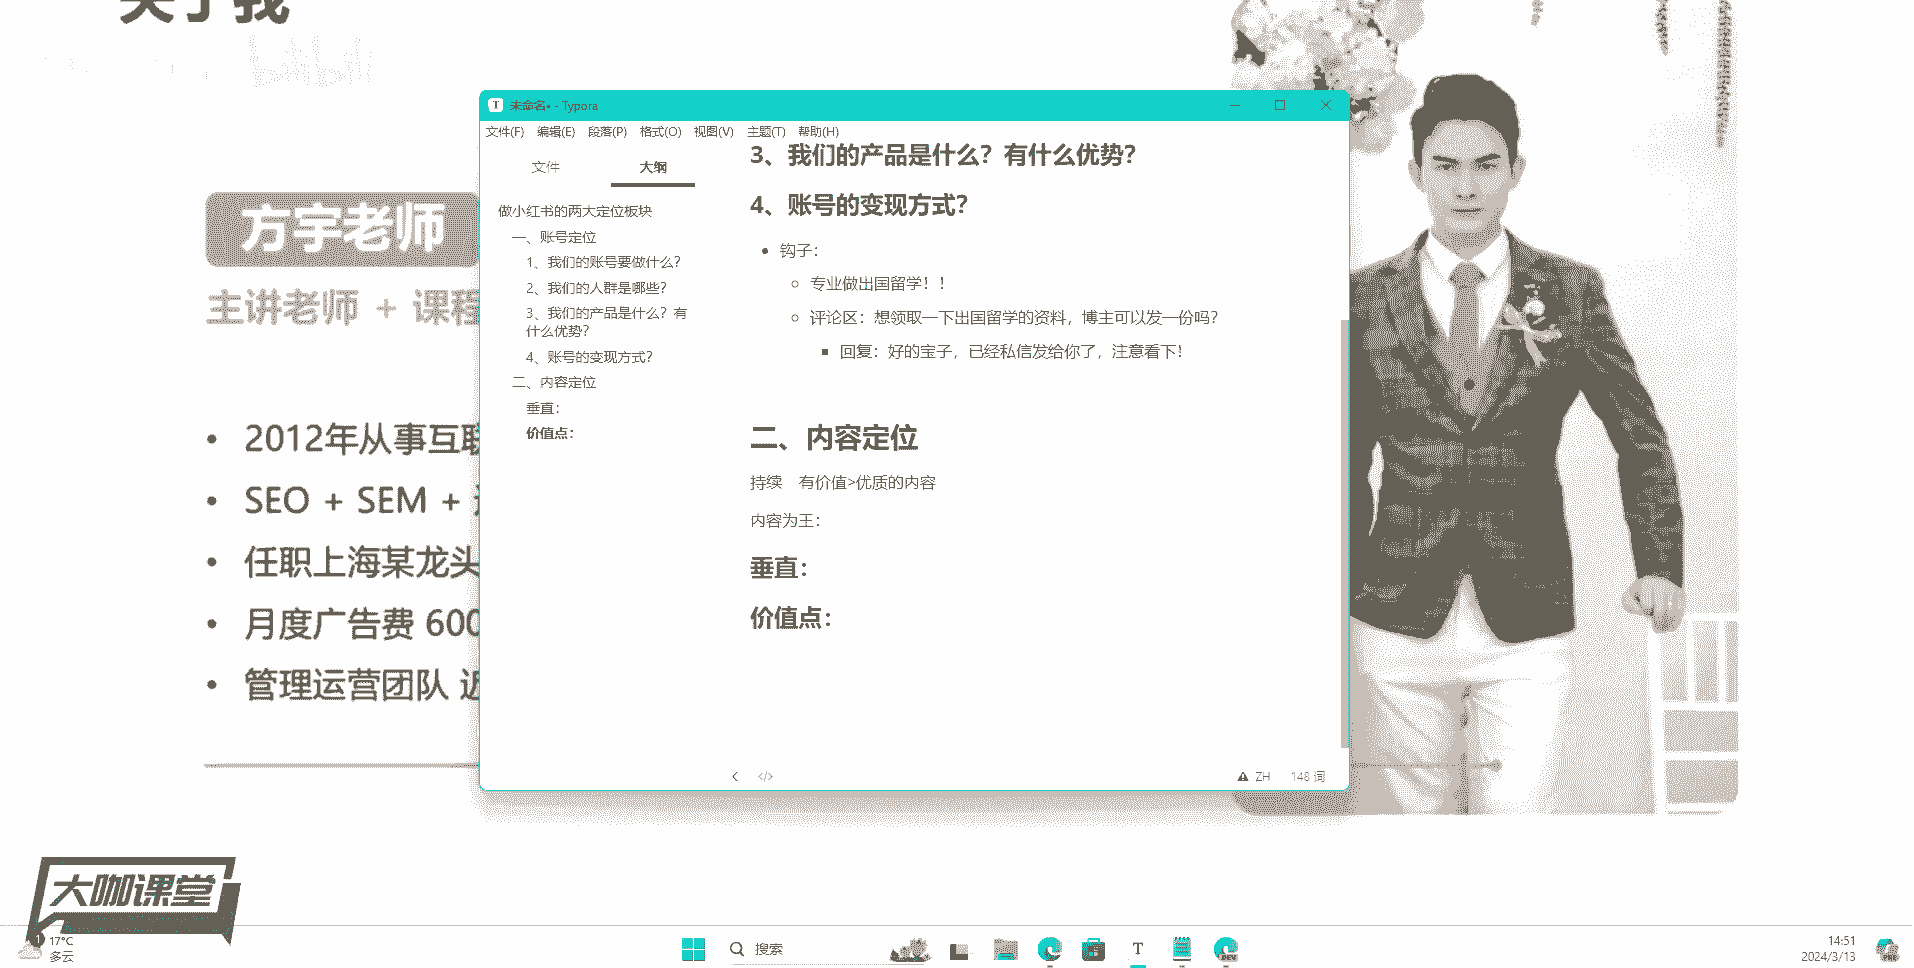 关于我
bilibili
方宇老师
主讲老师 + 课程
2012年从事互联
SEO + SEM +
任职上海某龙头
月度广告费 600
管理运营团队 近
未命名• - Typora
文件(F) 编辑(E) 段落(P) 格式(O) 视图(V) 主题(T) 帮助(H)
文件 大纲
做小红书的两大定位板块
一、账号定位
1、我们的账号要做什么？
2、我们的人群是哪些？
3、我们的产品是什么？有
什么优势？
4、账号的变现方式？
二、内容定位
垂直：
价值点：
3、我们的产品是什么？有什么优势？
4、账号的变现方式？
钩子：
专业做出国留学！！
评论区：想领取一下出国留学的资料，博主可以发一份吗？
回复：好的宝子，已经私信发给你了，注意看下！
二、内容定位
持续 有价值>优质的内容
内容为王：
垂直：
价值点：
</> ZH 148 词
大咖课堂
1 17°C
多云
搜索
T
DEV
14:51
2024/3/13
PRE